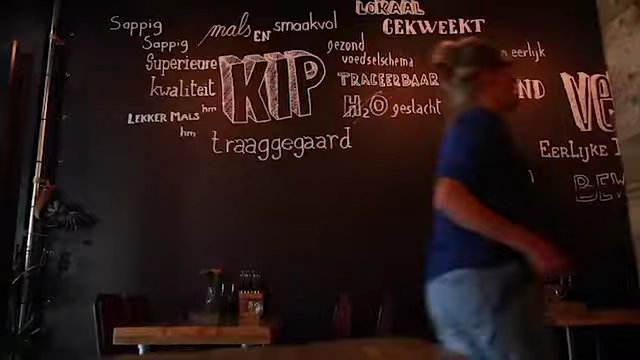 Sappig
Sappig
mals EN smaakvol
LOKAAL
GEKWEEKT
Superieure
kwaliteit
KIP
gezond
voedselschema
TRACEERBAAR
H2O geslacht
LEKKER MALS hm
hm
traaggegaard
eerlijk
EERLIJKE